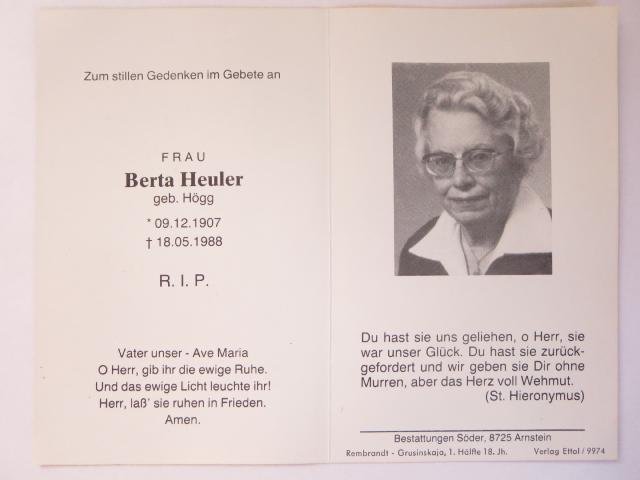 Zum stillen Gedenken im Gebete an
FRAU
Berta Heuler
geb. Högg
* 09.12.1907
† 18.05.1988
R. I. P.
Vater unser - Ave Maria
O Herr, gib ihr die ewige Ruhe.
Und das ewige Licht leuchte ihr!
Herr, laß' sie ruhen in Frieden.
Amen.
Du hast sie uns geliehen, o Herr, sie
war unser Glück. Du hast sie zurück-
gefordert und wir geben sie Dir ohne
Murren, aber das Herz voll Wehmut.
(St. Hieronymus)
Bestattungen Söder, 8725 Arnstein
Rembrandt - Grusinskaja, 1. Hälfte 18. Jh. Verlag Ettal / 9974